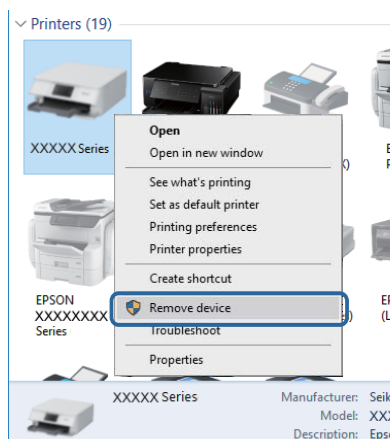 Printers (19)
XXXXX Series
Open
Open in new window
See what's printing
Set as default printer
Printing preferences
Printer properties
Create shortcut
Remove device
Troubleshoot
Properties
EPSON
XXXXXXXX
Series
XXXXX Series
Manufacturer:
Model:
Description: